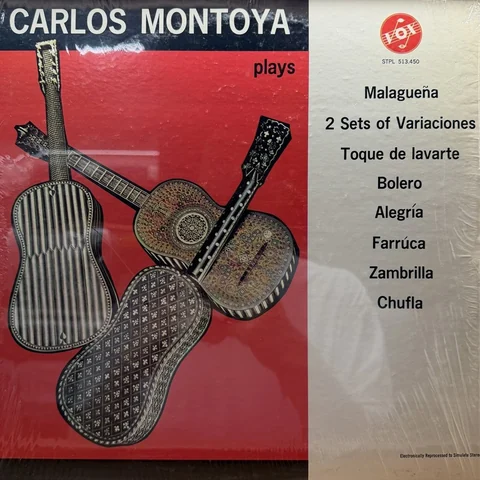 CARLOS MONTOYA
plays
VOX
STPL 513.450
Malagueña
2 Sets of Variaciones
Toque de lavarte
Bolero
Alegría
Farrúca
Zambrilla
Chufla
Electronically Reprocessed to Simulate Stereo